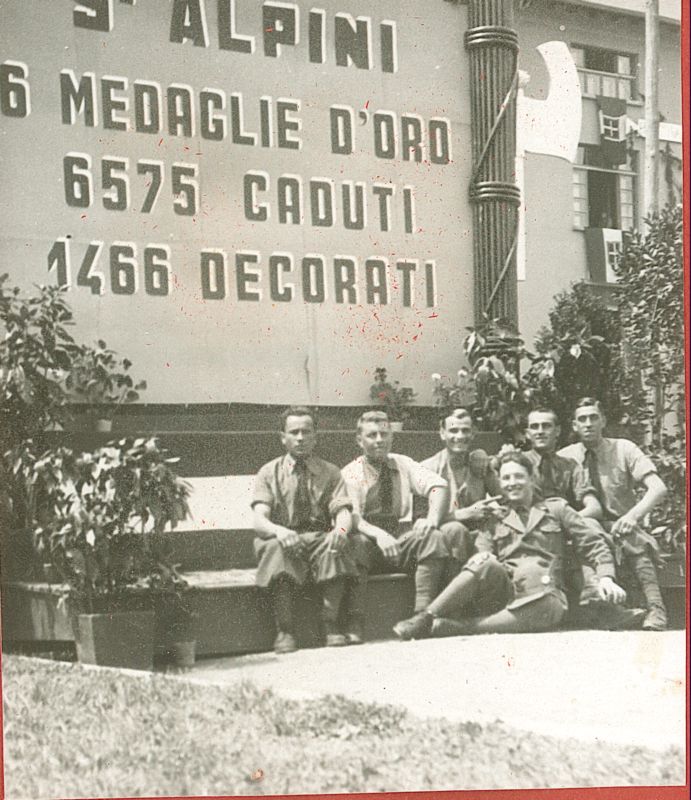 ALPINI
6 MEDAGLIE D'ORO
6575 CADUTI
1466 DECORATI